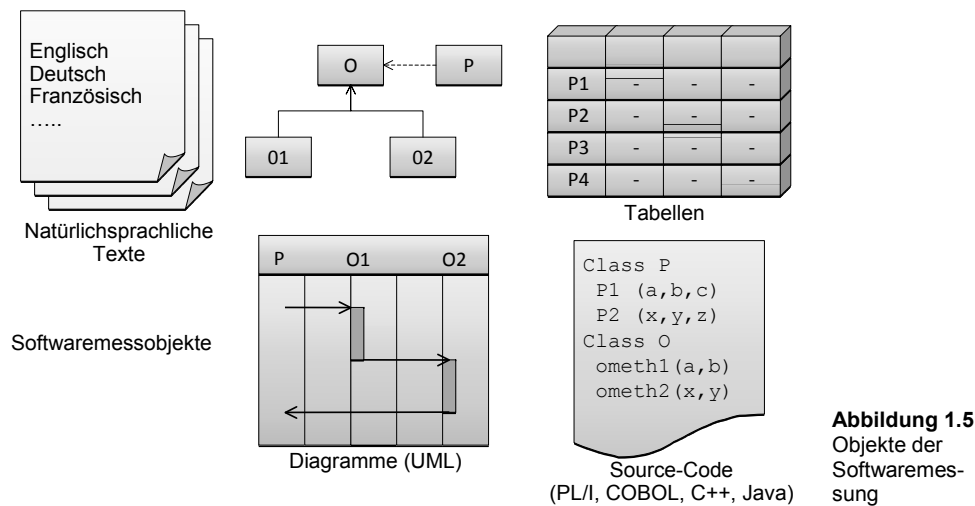 Englisch
Deutsch
Französisch
…..
Natürlichsprachliche
Texte
O
P
01
02
P1 - - -
P2 - - -
P3 - - -
P4 - - -
Tabellen
Softwaremessobjekte
P O1 O2
Diagramme (UML)
Class P
P1 (a,b,c)
P2 (x,y,z)
Class O
ometh1(a,b)
ometh2(x,y)
Source-Code
(PL/I, COBOL, C++, Java)
Abbildung 1.5
Objekte der
Softwaremes-
sung